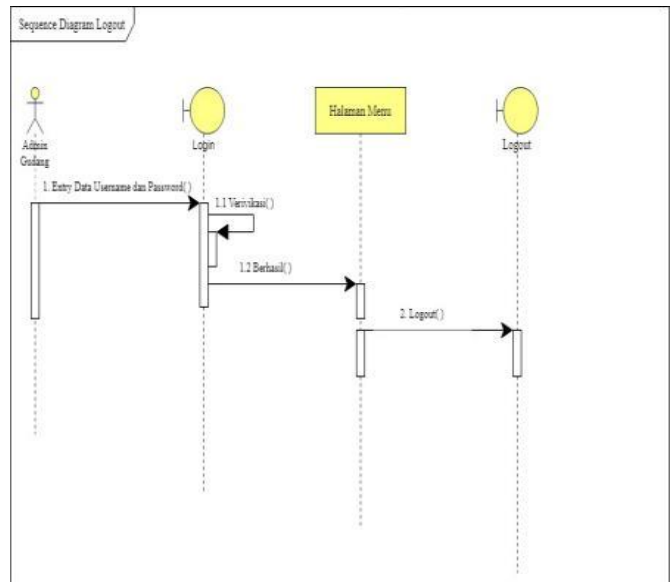 Sequence Diagram Logout
Admin
Gudang
Login
Halaman Menu
Logout
1. Entry Data Username dan Password( )
1.1 Verivikasi( )
1.2 Berhasil( )
2. Logout( )